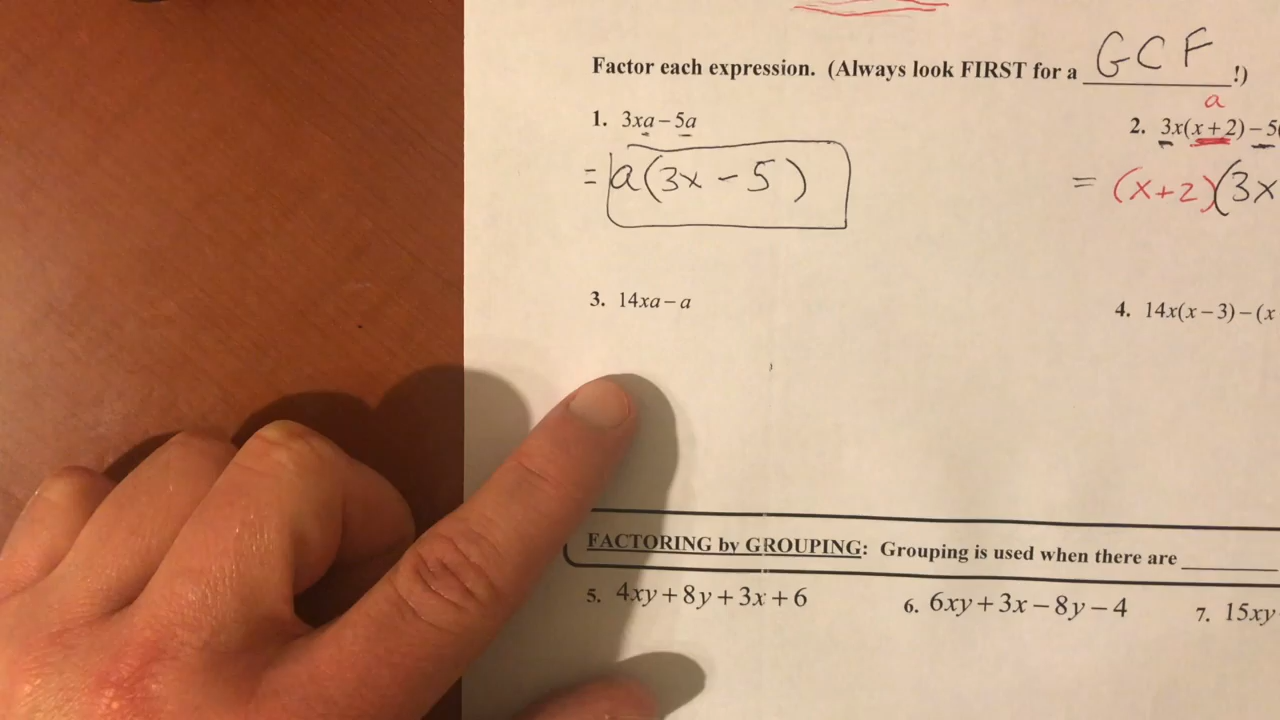 Factor each expression. (Always look FIRST for a GCF !)
1. 3xa – 5a
a
2. 3x(x + 2) – 5(
= a(3x - 5)
= (x+2)(3x
3. 14xa – a
4. 14x(x – 3) – (x
FACTORING by GROUPING: Grouping is used when there are ______
5. 4xy + 8y + 3x + 6
6. 6xy + 3x – 8y – 4
7. 15xy